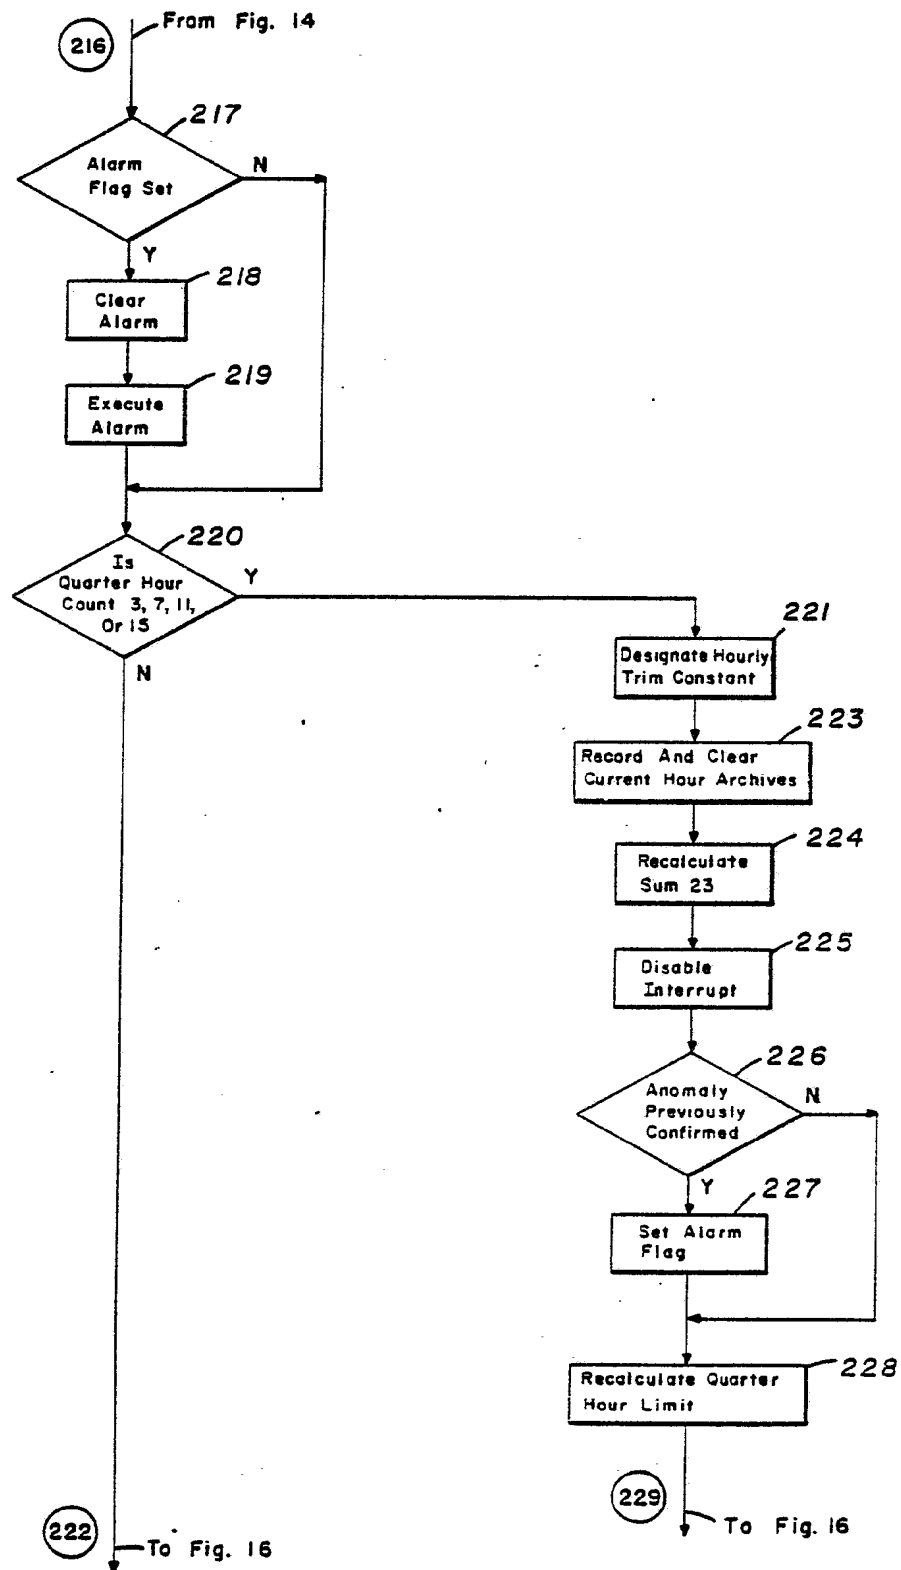 216
From Fig. 14
217
Alarm
Flag Set
N
Y
218
Clear
Alarm
219
Execute
Alarm
220
Is
Quarter Hour
Count 3, 7, 11,
Or 15
Y
N
221
Designate Hourly
Trim Constant
223
Record And Clear
Current Hour Archives
224
Recalculate
Sum 23
225
Disable
Interrupt
226
Anomaly
Previously
Confirmed
N
Y
227
Set Alarm
Flag
228
Recalculate Quarter
Hour Limit
229
To Fig. 16
222
To Fig. 16